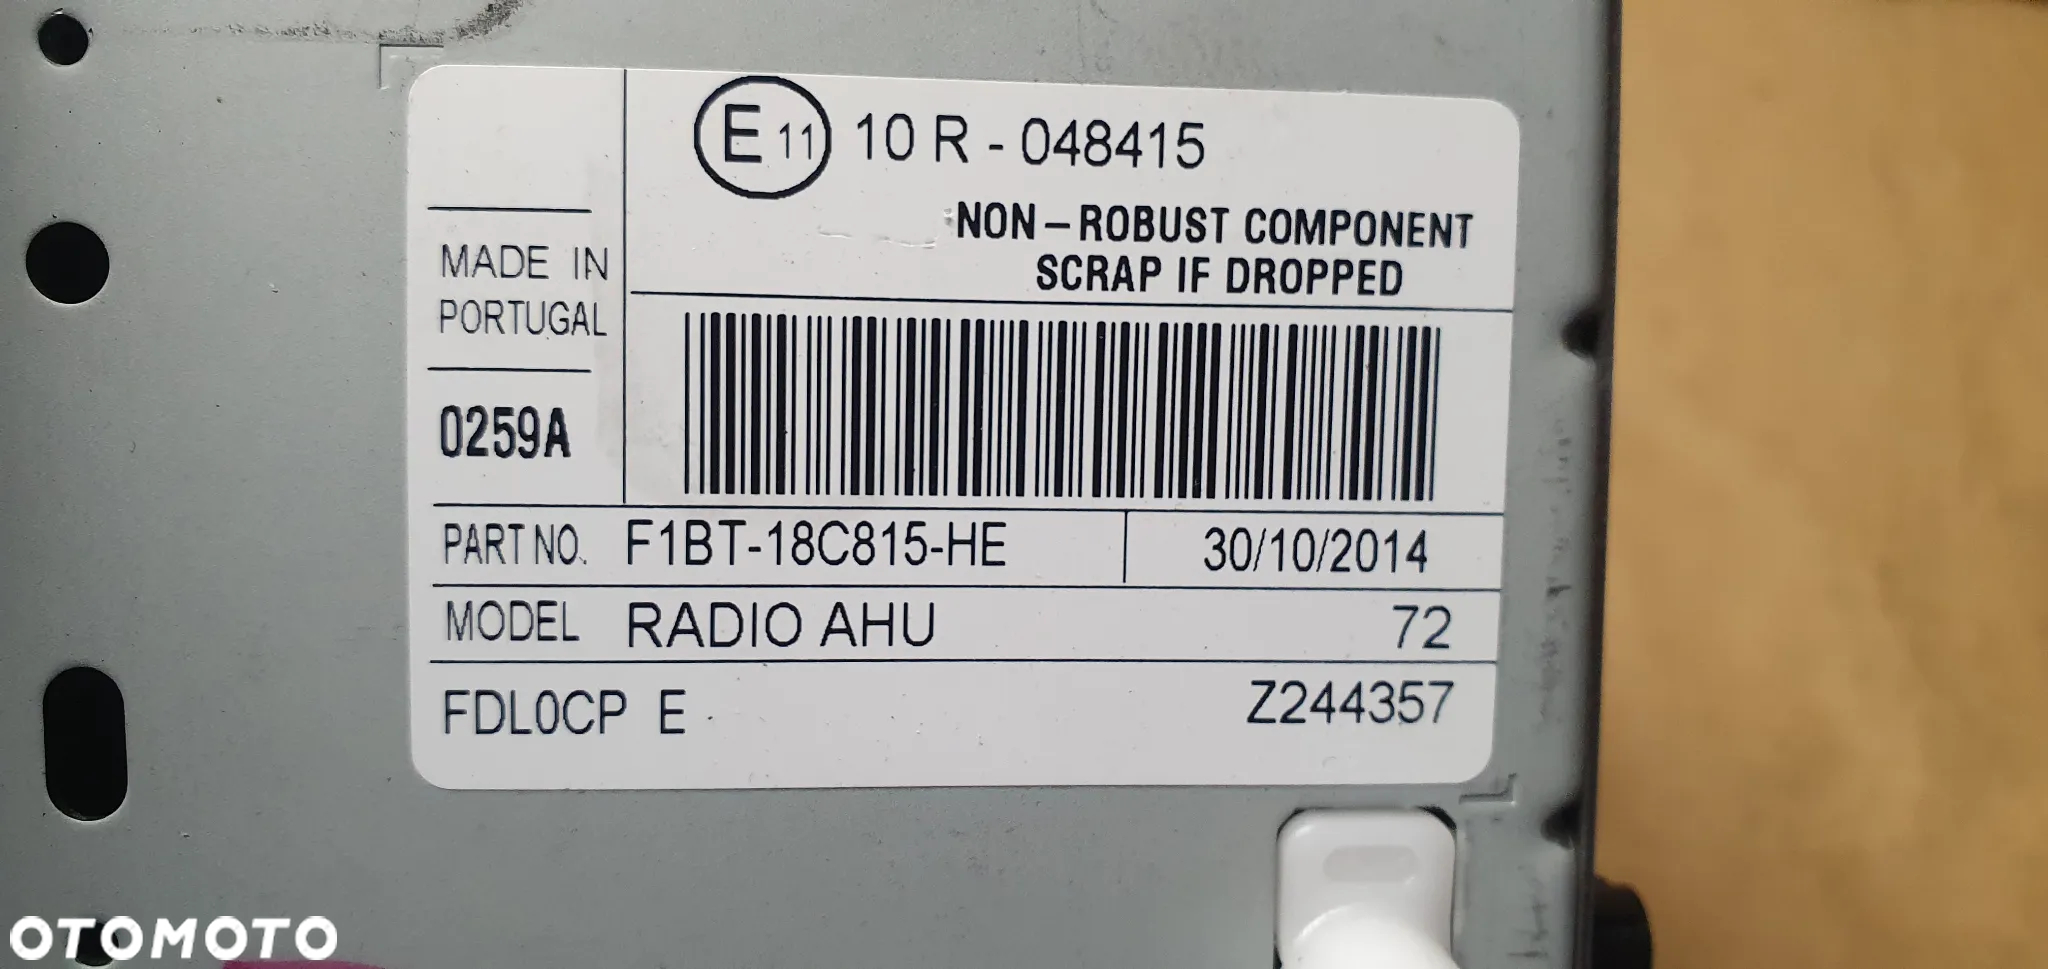 E 11 10 R - 048415
NON-ROBUST COMPONENT
SCRAP IF DROPPED
MADE IN
PORTUGAL
0259A
PART NO. F1BT-18C815-HE 30/10/2014
MODEL RADIO AHU 72
FDL0CP E Z244357
OTOMOTO